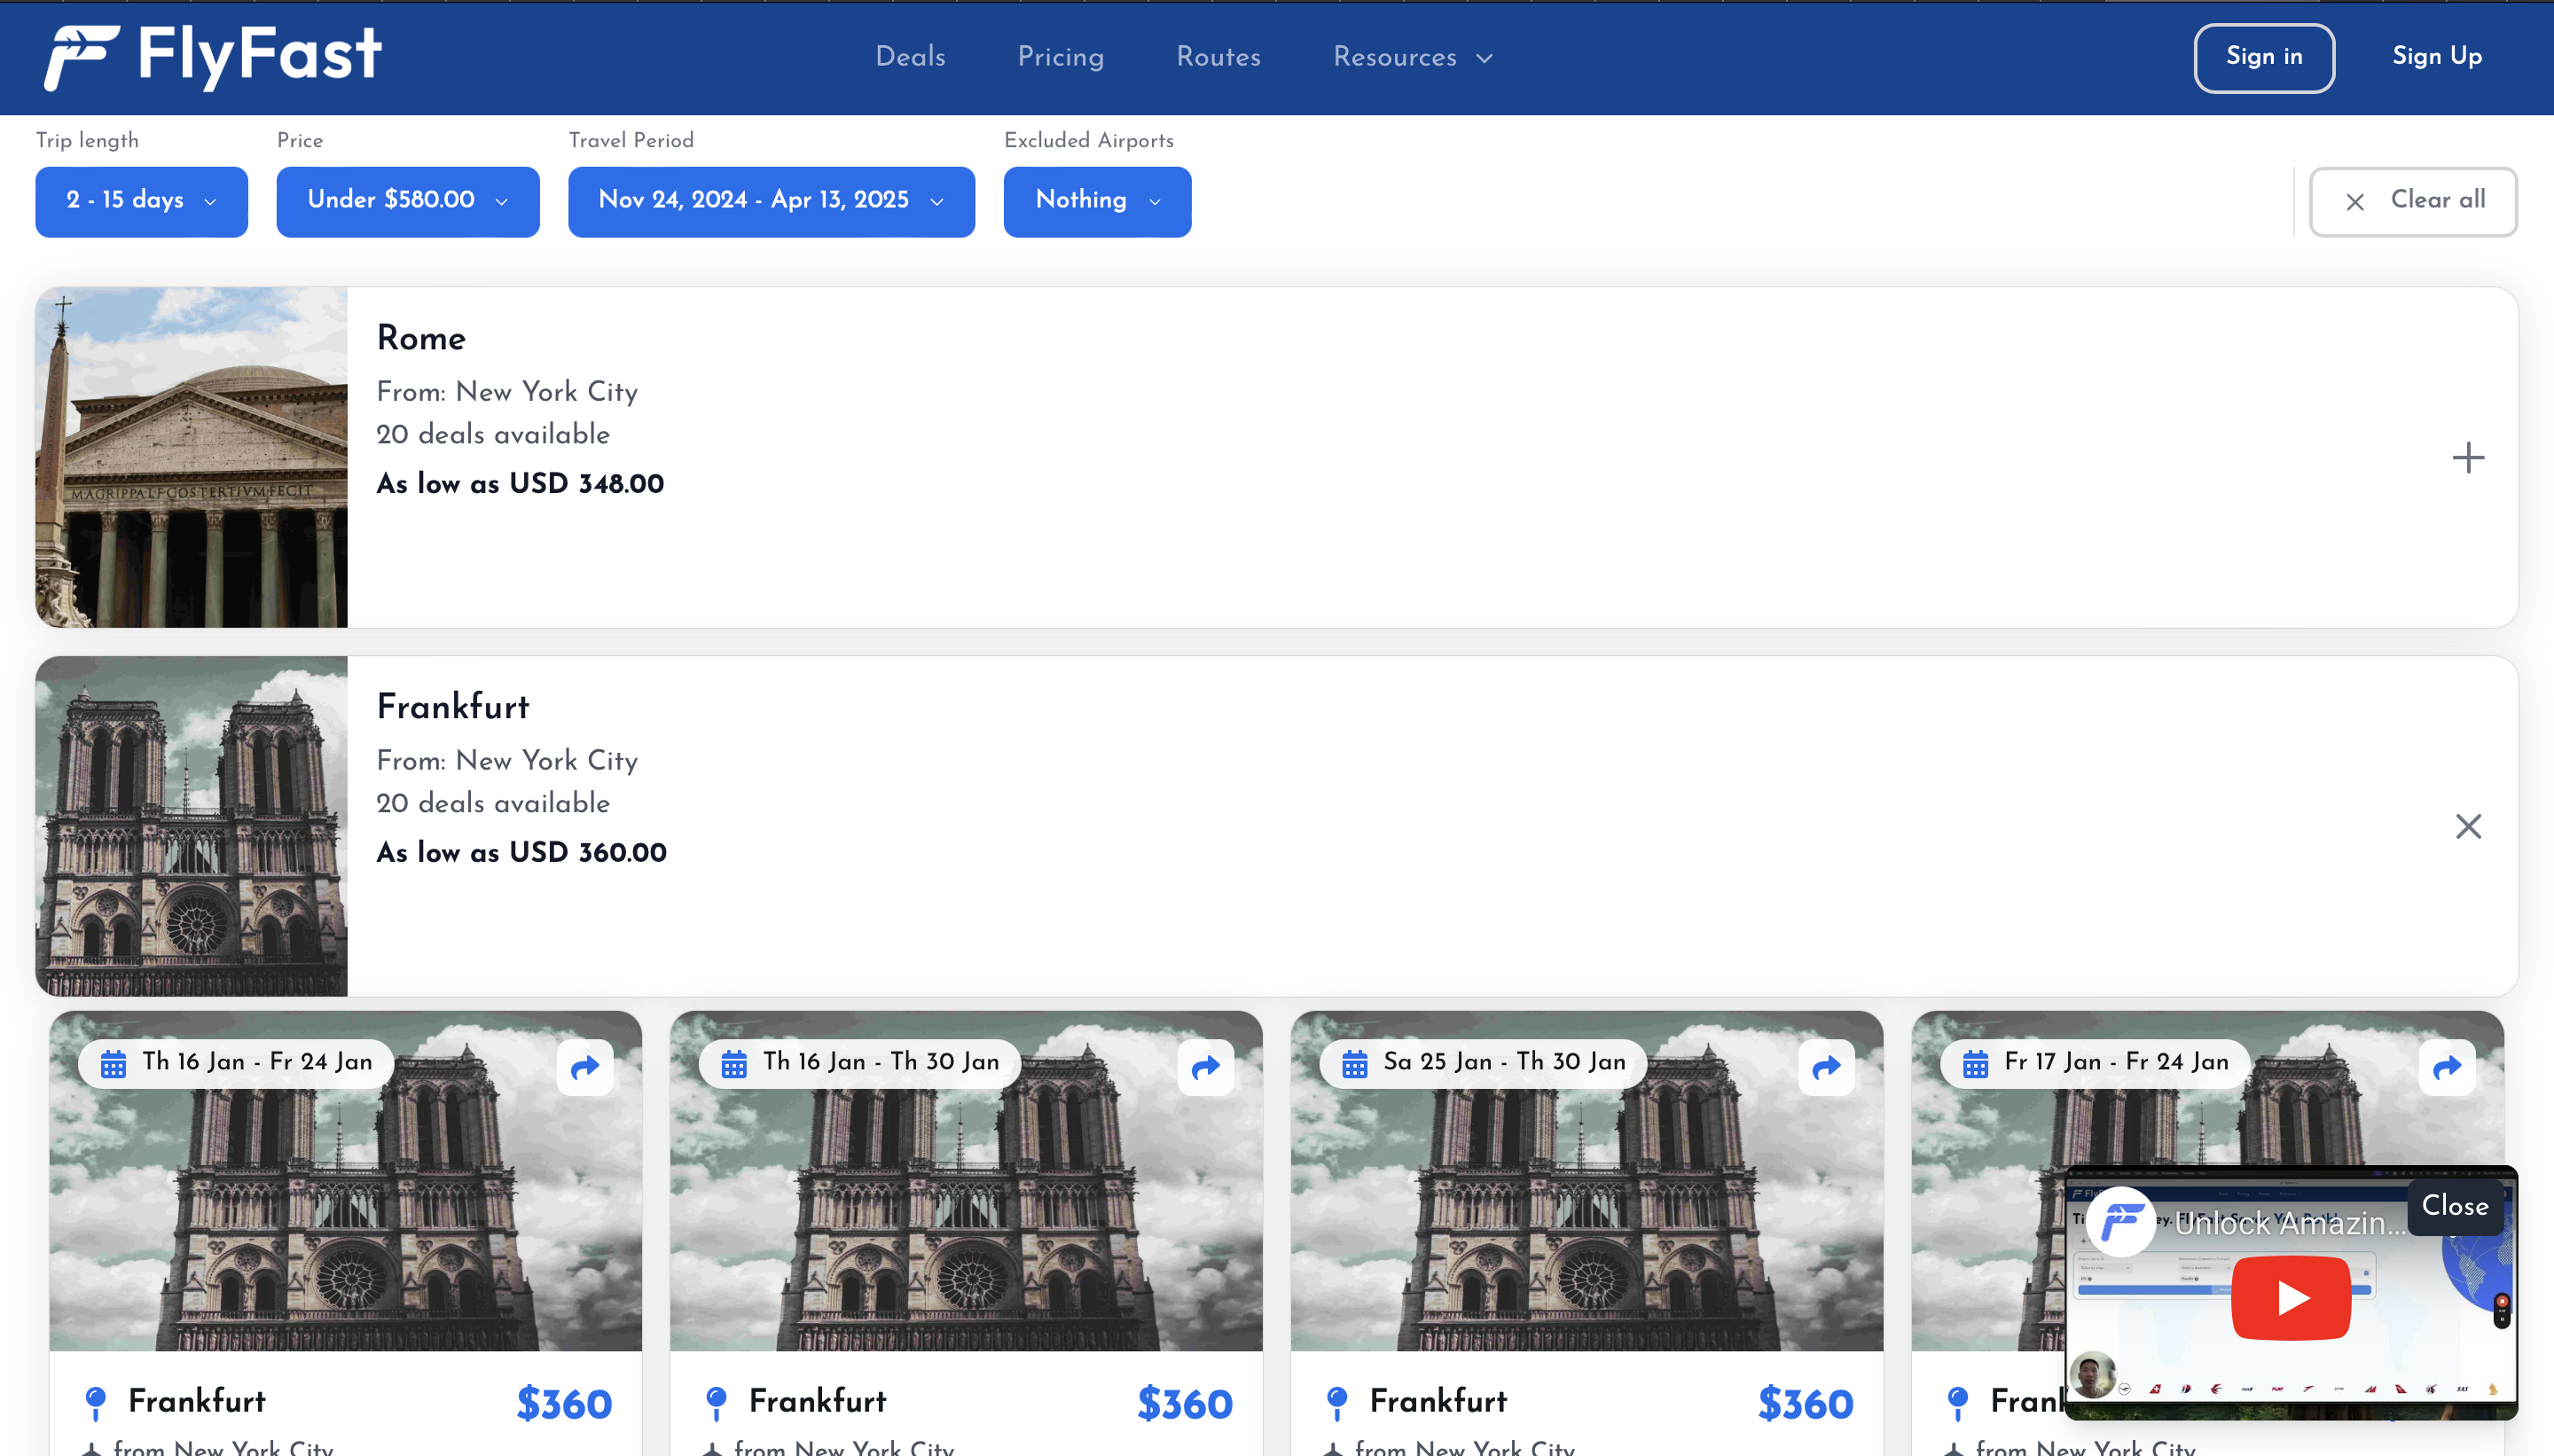 FlyFast
Deals
Pricing
Routes
Resources
Sign in
Sign Up
Trip length
Price
Travel Period
Excluded Airports
2 - 15 days
Under $580.00
Nov 24, 2024 - Apr 13, 2025
Nothing
Clear all
MAGRIPPALFCOSTERTIVMFECIT
Rome
From: New York City
20 deals available
As low as USD 348.00
Frankfurt
From: New York City
20 deals available
As low as USD 360.00
Th 16 Jan - Fr 24 Jan
Th 16 Jan - Th 30 Jan
Sa 25 Jan - Th 30 Jan
Fr 17 Jan - Fr 24 Jan
Close
Unlock Amazin...
Frankfurt
$360
Frankfurt
$360
Frankfurt
$360
Frank
from New York City
from New York City
from New York City
from New York City